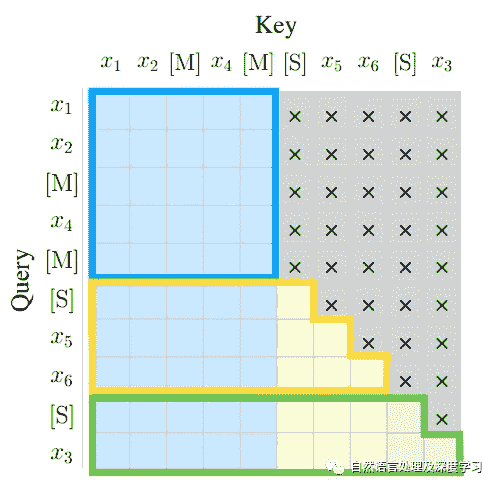 Key
x1 x2 [M] x4 [M] [S] x5 x6 [S] x3
Query
x1
x2
[M]
x4
[M]
[S]
x5
x6
[S]
x3
自然语言处理及深度学习